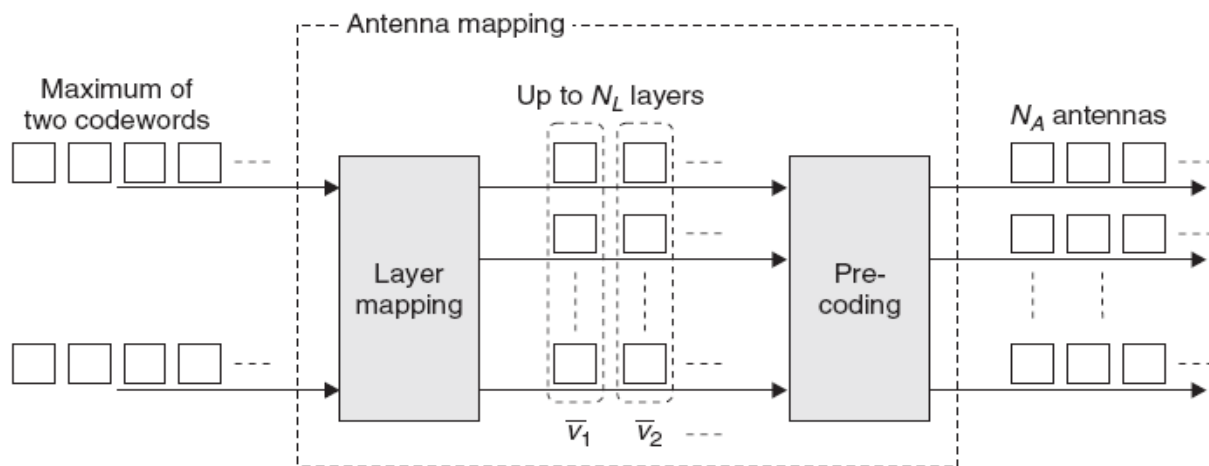 Antenna mapping
Maximum of
two codewords
Up to N_L layers
N_A antennas
Layer
mapping
Pre-
coding
v̅₁ v̅₂